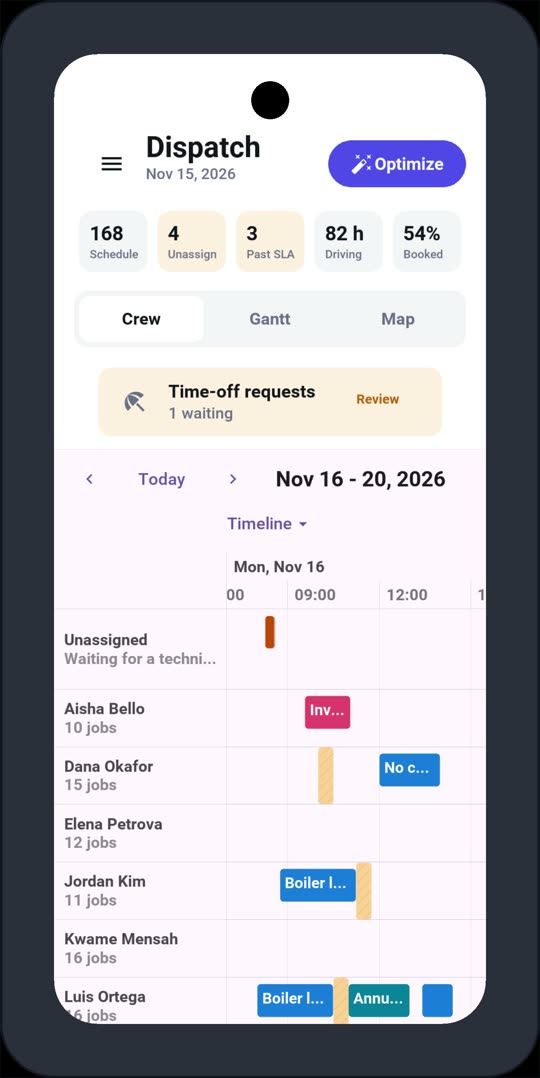 Dispatch
Nov 15, 2026
Optimize
168
Schedule
4
Unassign
3
Past SLA
82 h
Driving
54%
Booked
Crew
Gantt
Map
Time-off requests
1 waiting
Review
Today
Nov 16 - 20, 2026
Timeline
Mon, Nov 16
00
09:00
12:00
1
Unassigned
Waiting for a techni...
Aisha Bello
10 jobs
Inv...
Dana Okafor
15 jobs
No c...
Elena Petrova
12 jobs
Jordan Kim
11 jobs
Boiler l...
Kwame Mensah
16 jobs
Luis Ortega
16 jobs
Boiler l...
Annu...